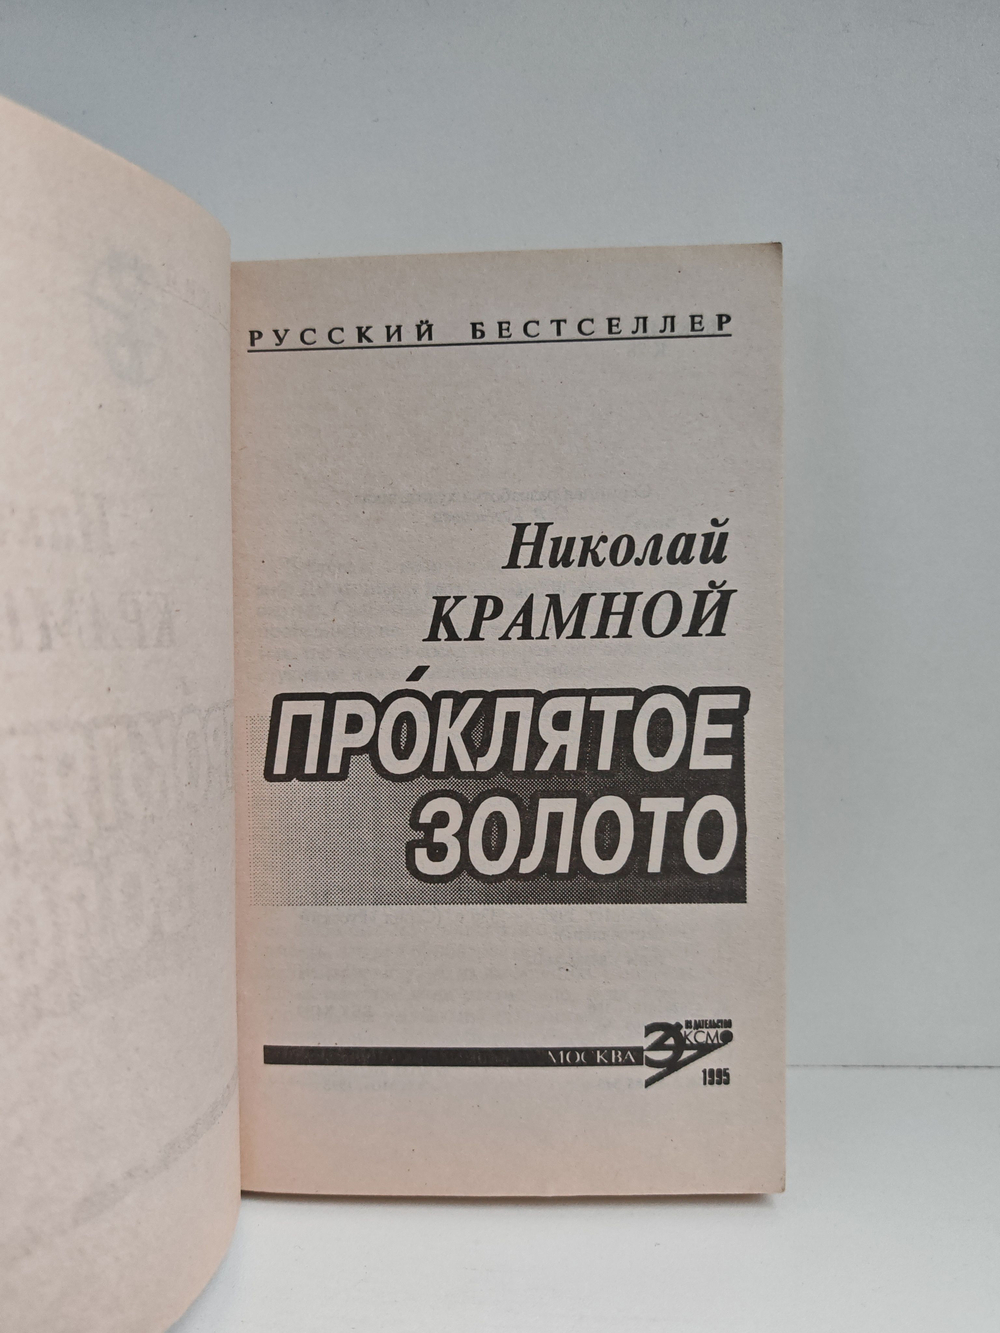 РУССКИЙ БЕСТСЕЛЛЕР
Николай
КРАМНОЙ
ПРО́КЛЯТОЕ
ЗОЛОТО
МОСКВА
ИЗДАТЕЛЬСТВО
ЭКСМО
1995